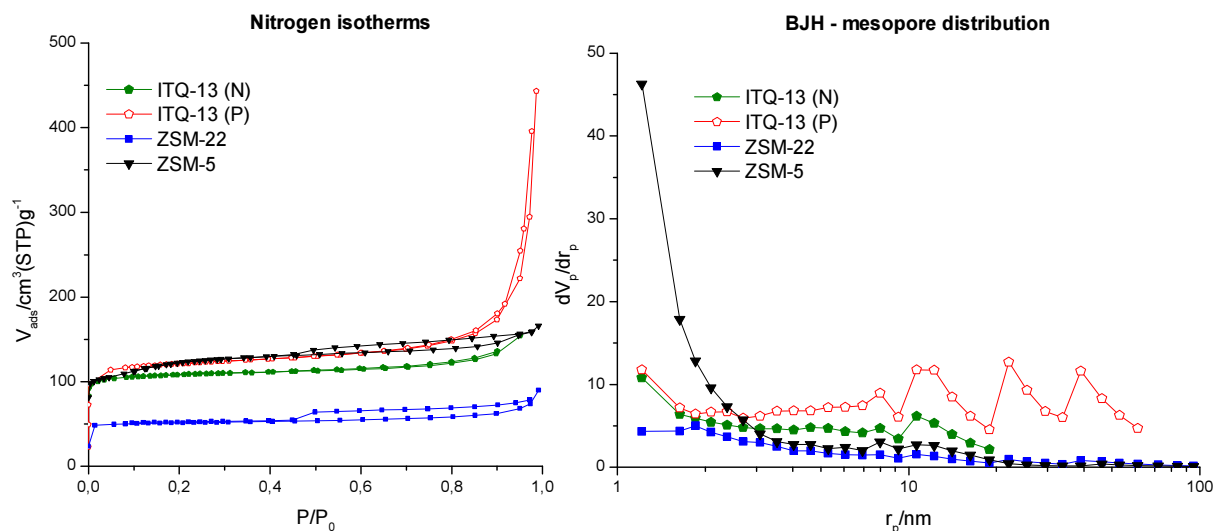 Nitrogen isotherms
500
400
300
200
100
0
V_ads/cm³(STP)g⁻¹
ITQ-13 (N)
ITQ-13 (P)
ZSM-22
ZSM-5
0,0 0,2 0,4 0,6 0,8 1,0
P/P₀
BJH - mesopore distribution
50
40
30
20
10
0
dV_p/dr_p
ITQ-13 (N)
ITQ-13 (P)
ZSM-22
ZSM-5
1 10 100
r_p/nm